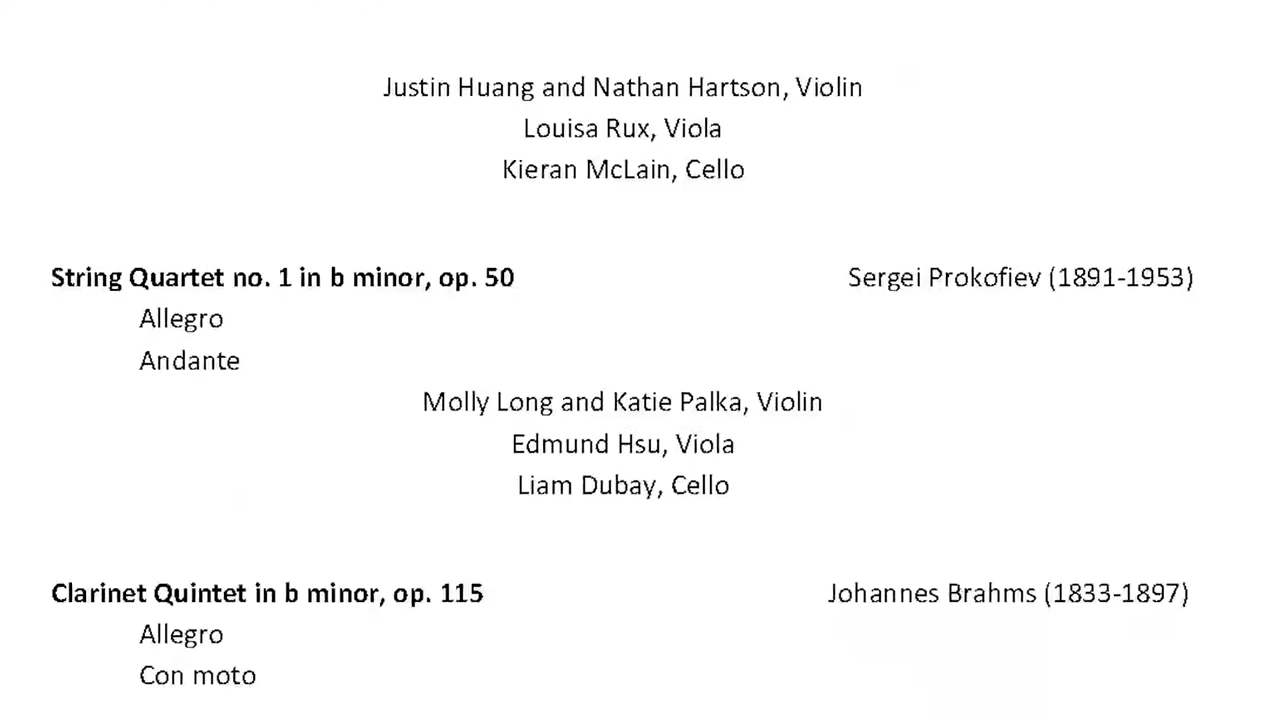 Justin Huang and Nathan Hartson, Violin
Louisa Rux, Viola
Kieran McLain, Cello
String Quartet no. 1 in b minor, op. 50 Sergei Prokofiev (1891-1953)
Allegro
Andante
Molly Long and Katie Palka, Violin
Edmund Hsu, Viola
Liam Dubay, Cello
Clarinet Quintet in b minor, op. 115 Johannes Brahms (1833-1897)
Allegro
Con moto